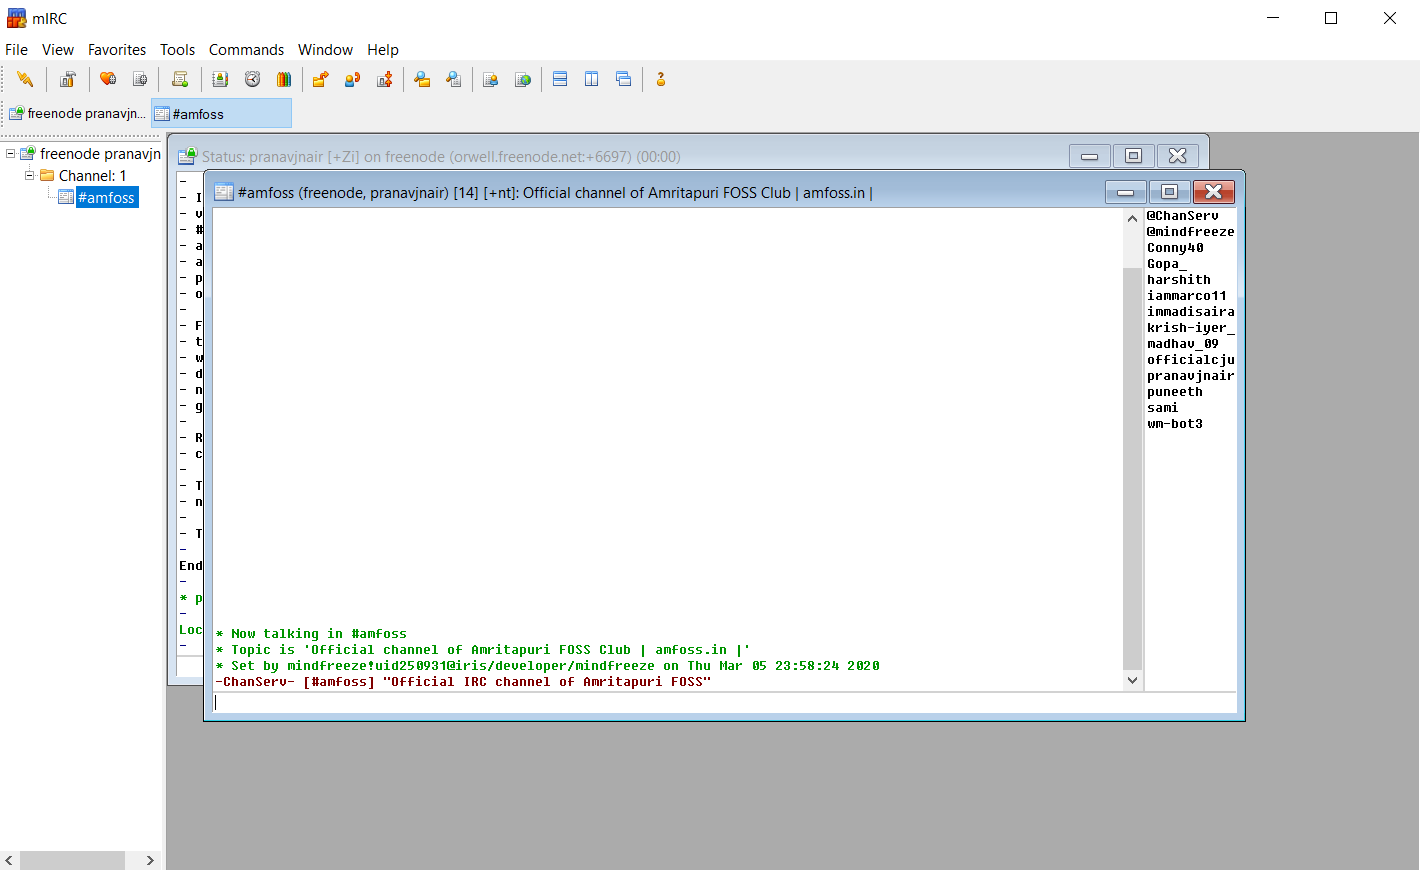 mIRC
File View Favorites Tools Commands Window Help
freenode pranavjn... #amfoss
freenode pranavjn
Channel: 1
#amfoss
Status: pranavjnair [+Zi] on freenode (orwell.freenode.net:+6697) (00:00)
-
- I
- v
- #
- a
- a
- p
- o
-
- F
- t
- w
- d
- n
- g
-
- R
- c
-
- T
- n
-
- T
-
End
-
* p
-
Loc
-
#amfoss (freenode, pranavjnair) [14] [+nt]: Official channel of Amritapuri FOSS Club | amfoss.in |
* Now talking in #amfoss
* Topic is 'Official channel of Amritapuri FOSS Club | amfoss.in |'
* Set by mindfreeze!uid250931@iris/developer/mindfreeze on Thu Mar 05 23:58:24 2020
-ChanServ- [#amfoss] "Official IRC channel of Amritapuri FOSS"
@ChanServ
@mindfreeze
Conny40
Gopa_
harshith
iammarco11
immadisaira
krish-iyer_
madhav_09
officialcju
pranavjnair
puneeth
sami
wm-bot3